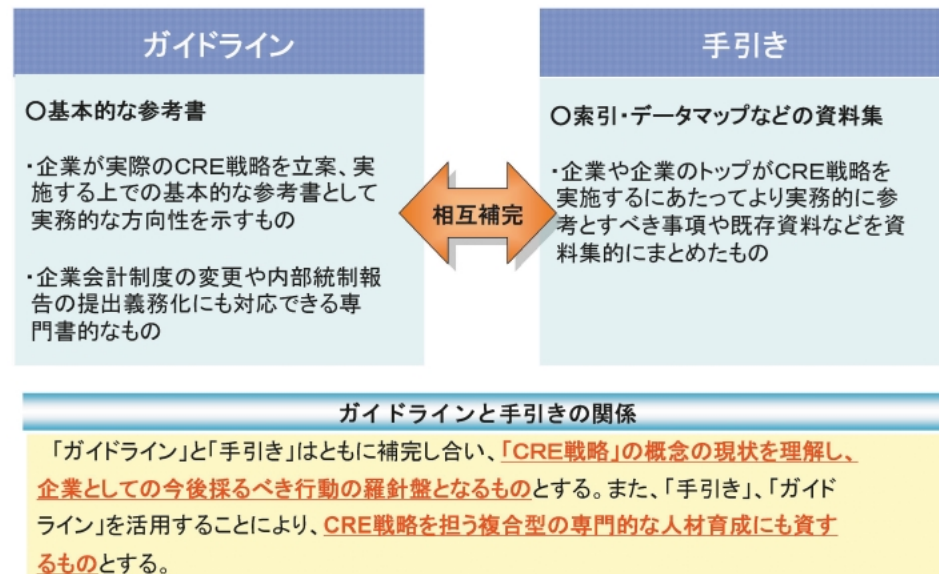 ガイドライン
〇基本的な参考書
・企業が実際のCRE戦略を立案、実
施する上での基本的な参考書として
実務的な方向性を示すもの
・企業会計制度の変更や内部統制報
告の提出義務化にも対応できる専
門書的なもの
相互補完
手引き
〇索引・データマップなどの資料集
・企業や企業のトップがCRE戦略を
実施するにあたってより実務的に参
考とすべき事項や既存資料などを資
料集的にまとめたもの
ガイドラインと手引きの関係
「ガイドライン」と「手引き」はともに補完し合い、「CRE戦略」の概念の現状を理解し、
企業としての今後採るべき行動の羅針盤となるものとする。また、「手引き」、「ガイド
ライン」を活用することにより、CRE戦略を担う複合型の専門的な人材育成にも資す
るものとする。